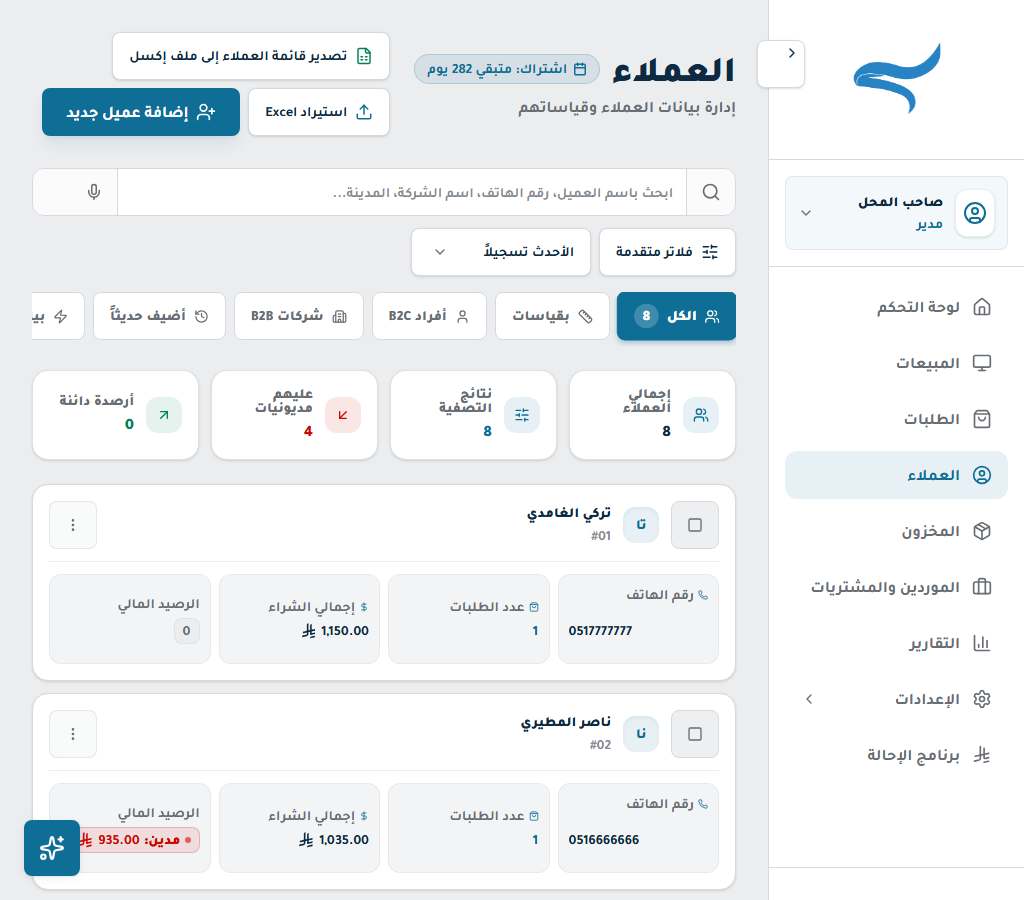 صاحب المحل
مدير
لوحة التحكم
المبيعات
الطلبات
العملاء
المخزون
الموردين والمشتريات
التقارير
الإعدادات
برنامج الإحالة
العملاء
اشتراك: متبقي 282 يوم
إدارة بيانات العملاء وقياساتهم
تصدير قائمة العملاء إلى ملف إكسل
استيراد Excel
إضافة عميل جديد
ابحث باسم العميل، رقم الهاتف، اسم الشركة، المدينة...
فلاتر متقدمة
الأحدث تسجيلاً
الكل 8
بقياسات
أفراد B2C
شركات B2B
أضيف حديثاً
إجمالي العملاء
8
نتائج التصفية
8
عليهم مديونيات
4
أرصدة دائنة
0
تا
تركي الغامدي
#01
رقم الهاتف
0517777777
عدد الطلبات
1
$ إجمالي الشراء
1,150.00
الرصيد المالي
0
نا
ناصر المطيري
#02
رقم الهاتف
0516666666
عدد الطلبات
1
$ إجمالي الشراء
1,035.00
الرصيد المالي
مدين: 935.00